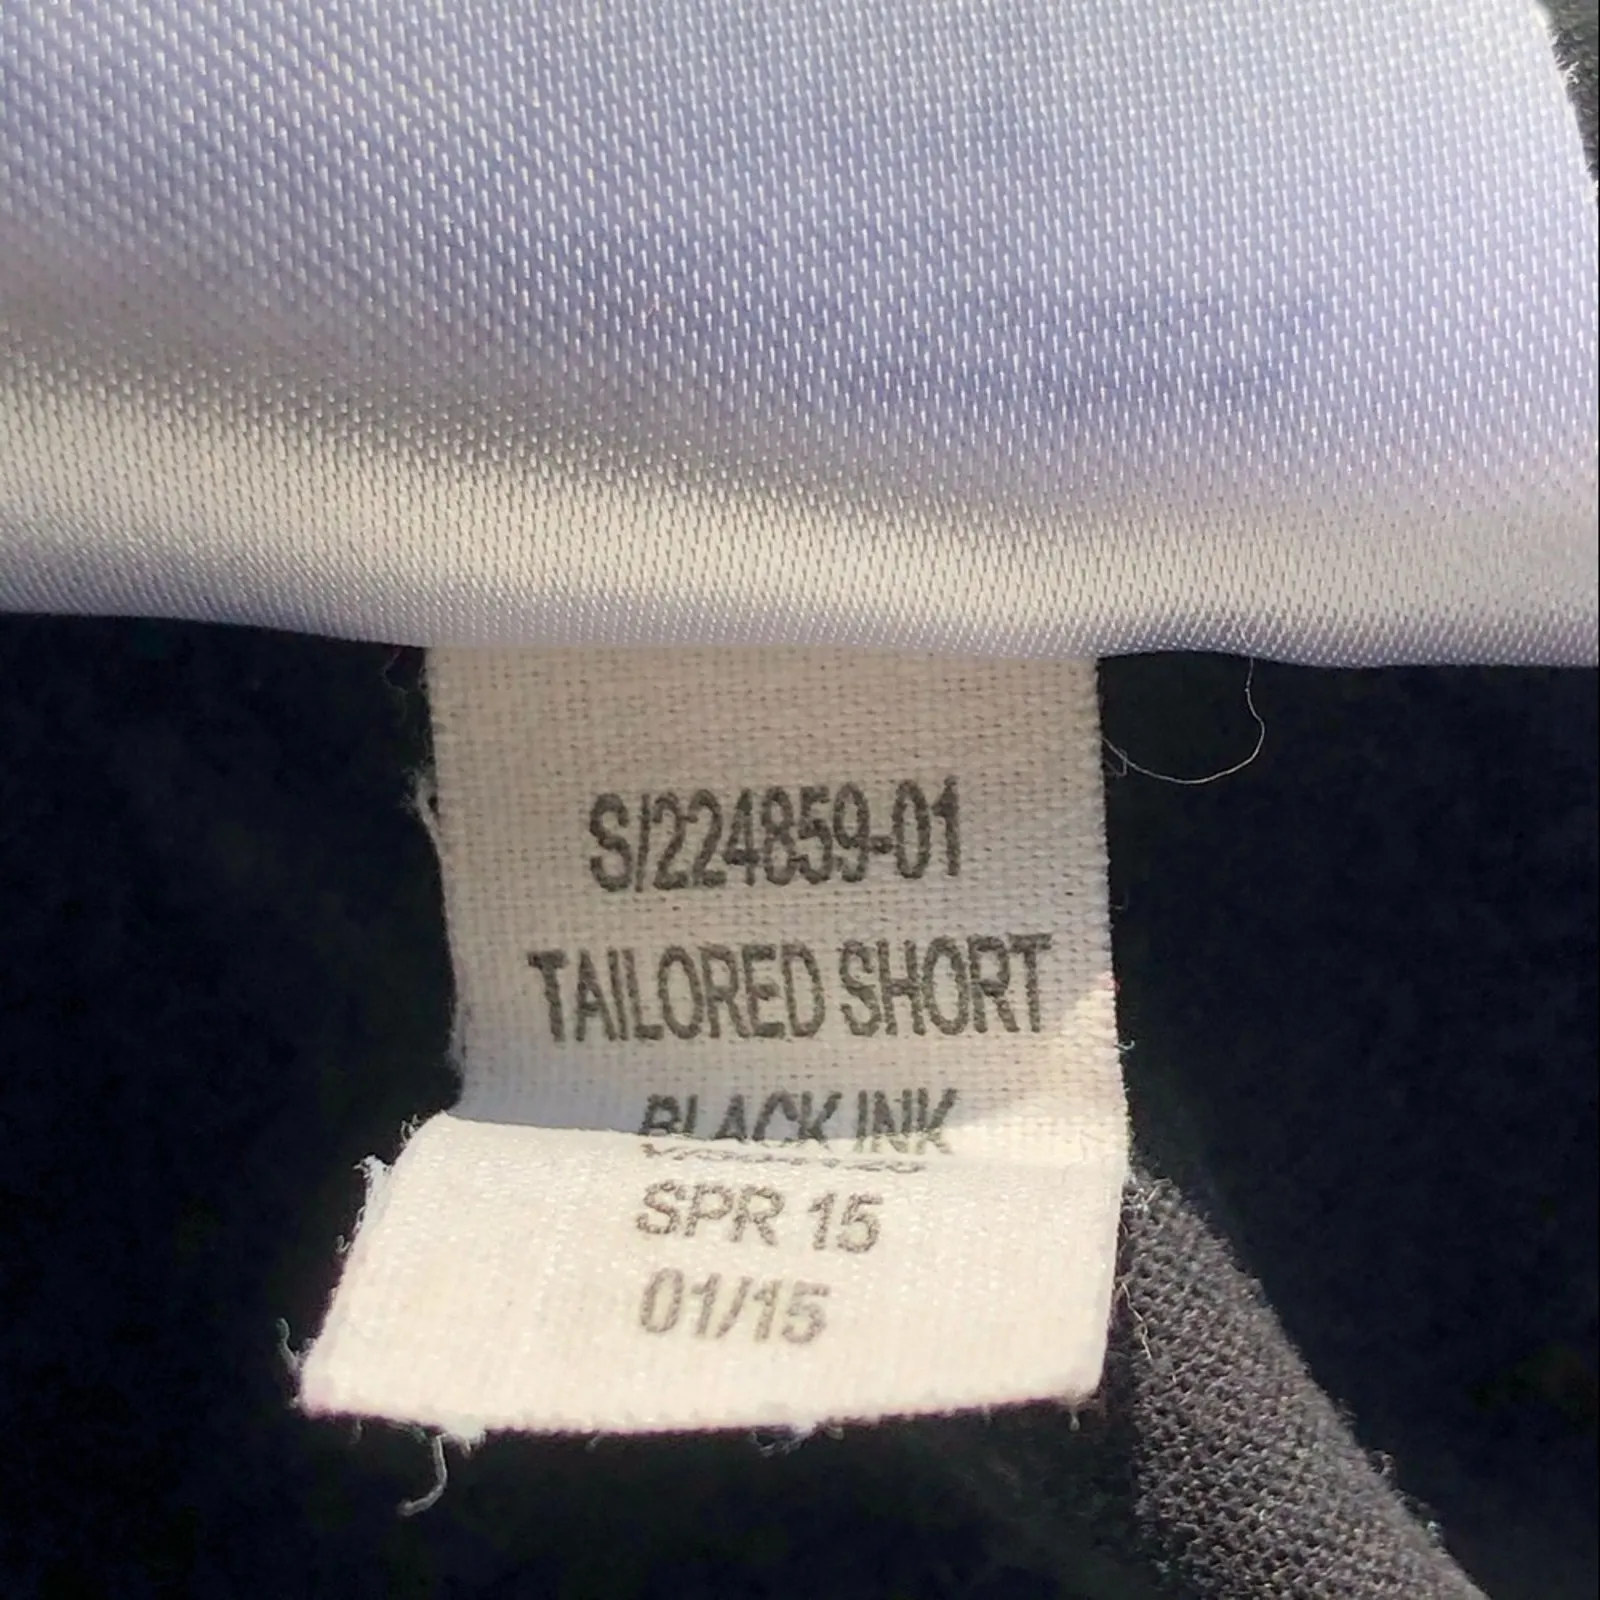 S/224859-01
TAILORED SHORT
BLACK INK
SPR 15
01/15